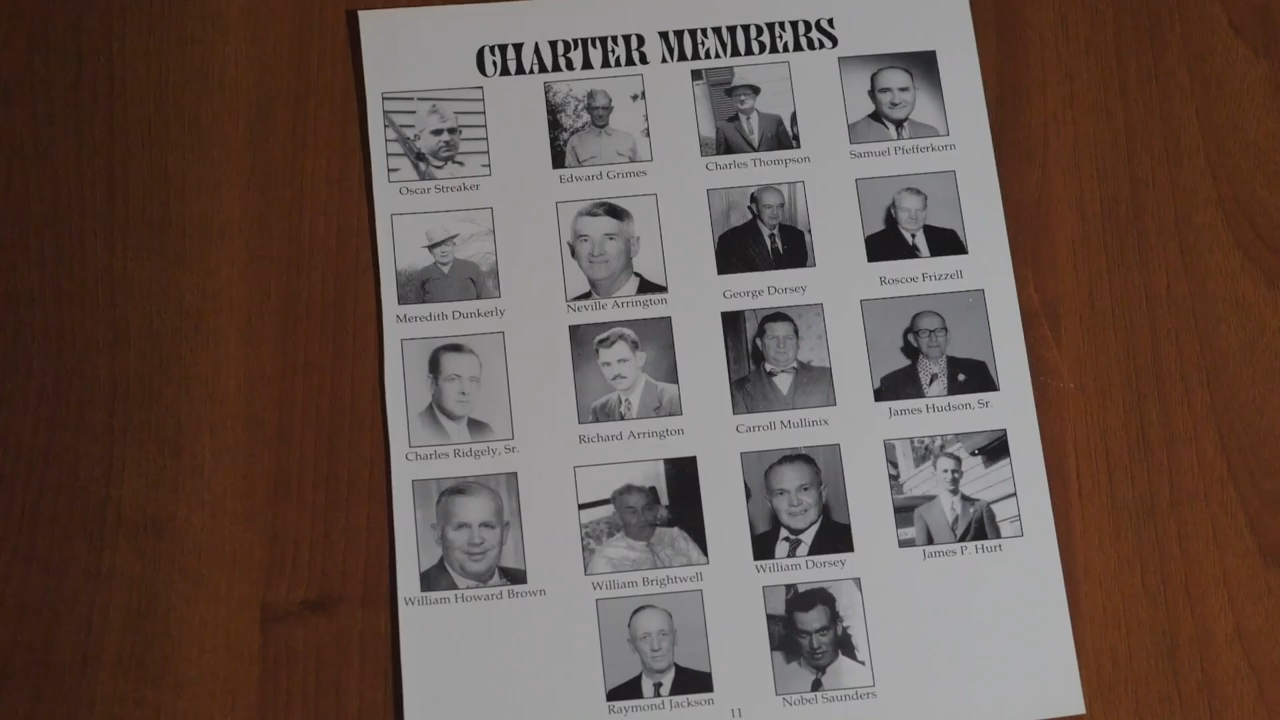 CHARTER MEMBERS
Oscar Streaker
Edward Grimes
Charles Thompson
Samuel Pfefferkorn
Meredith Dunkerly
Neville Arrington
George Dorsey
Roscoe Frizzell
Charles Ridgely, Sr.
Richard Arrington
Carroll Mullinix
James Hudson, Sr.
William Howard Brown
William Brightwell
William Dorsey
James P. Hurt
Raymond Jackson
Nobel Saunders
11